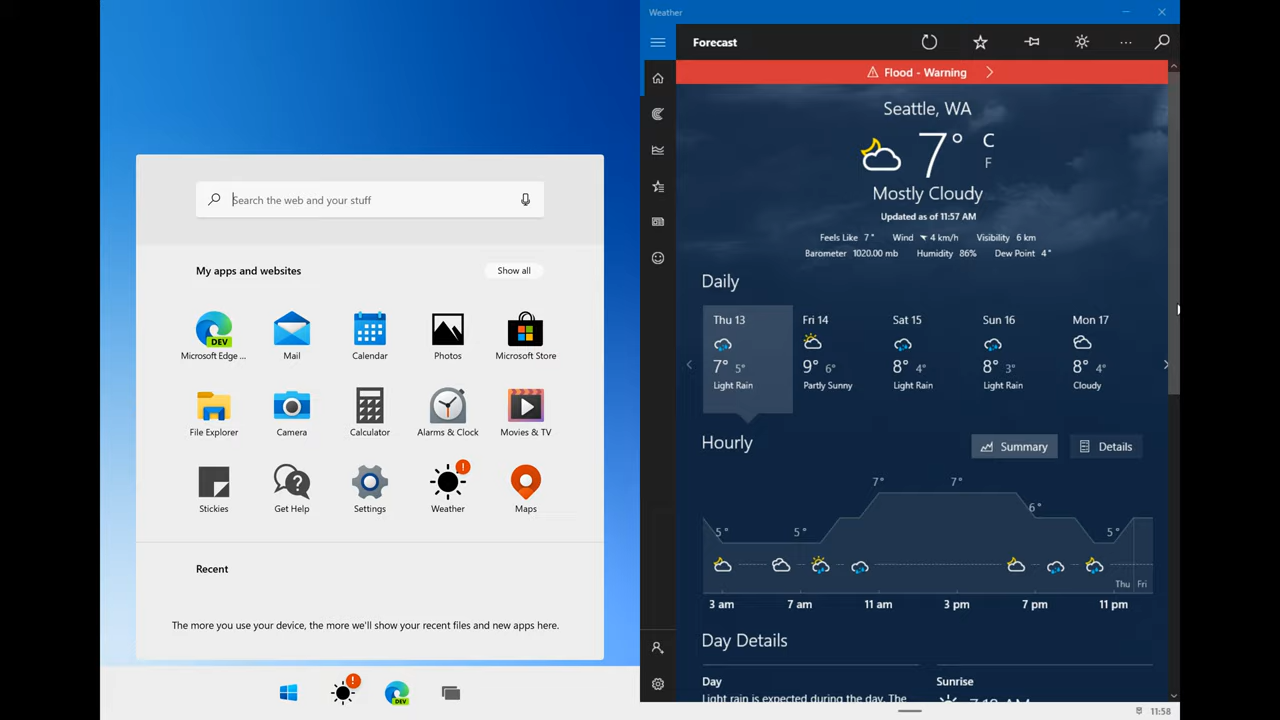 Search the web and your stuff
My apps and websites
Show all
DEV
Microsoft Edge ...
Mail
Calendar
Photos
Microsoft Store
File Explorer
Camera
Calculator
Alarms & Clock
Movies & TV
Stickies
Get Help
Settings
Weather
Maps
Recent
The more you use your device, the more we'll show your recent files and new apps here.
DEV
Weather
Forecast
Flood - Warning
Seattle, WA
7° C
F
Mostly Cloudy
Updated as of 11:57 AM
Feels Like 7° Wind 4 km/h Visibility 6 km
Barometer 1020.00 mb Humidity 86% Dew Point 4°
Daily
Thu 13 Fri 14 Sat 15 Sun 16 Mon 17
7° 5° 9° 6° 8° 4° 8° 3° 8° 4°
Light Rain Partly Sunny Light Rain Light Rain Cloudy
Hourly
Summary Details
7° 7°
6°
5° 5° 5°
Thu Fri
3 am 7 am 11 am 3 pm 7 pm 11 pm
Day Details
Day Sunrise
Light rain is expected during the day. The
11:58